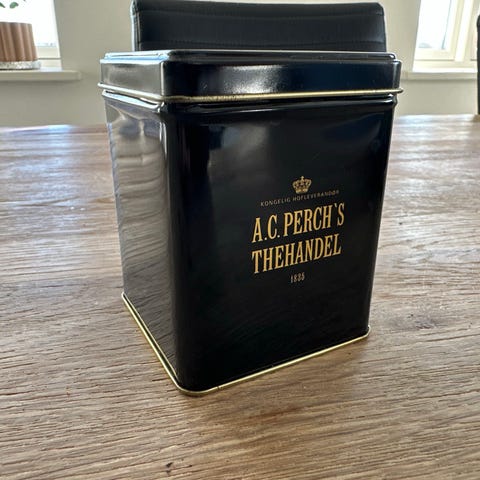 KONGELIG HOFLEVERANDØR
A.C. PERCH'S
THEHANDEL
1835